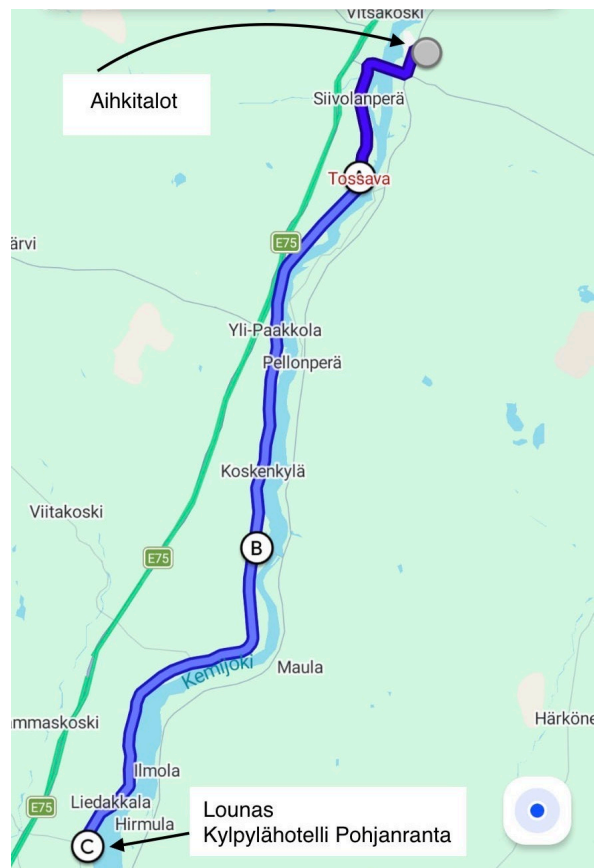 Vitsakoski
Aihkitalot
Siivolanperä
Tossava
E75
ärvi
Yli-Paakkola
Pellonperä
Koskenkylä
Viitakoski
B
E75
Maula
Kemijoki
ammaskoski
Härköne
Ilmola
Liedakkala
E75
Hirmula
C
Lounas
Kylpylähotelli Pohjanranta